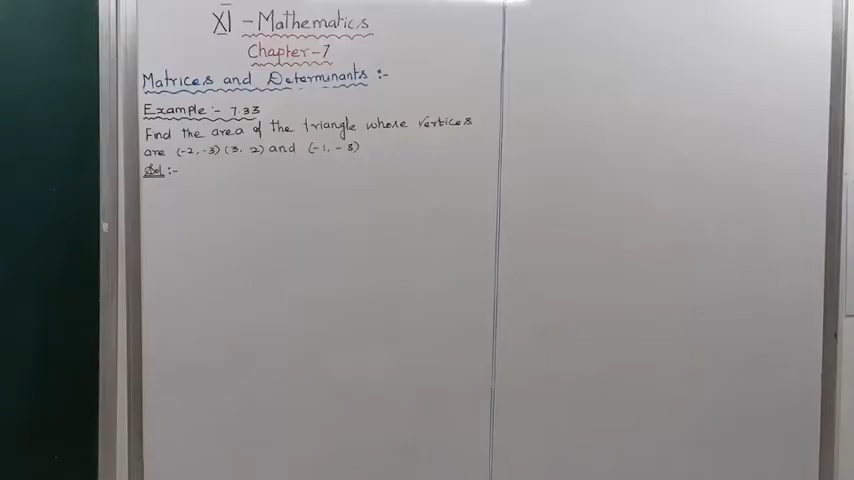 XI - Mathematics
Chapter-7
Matrices and Determinants :-
Example :- 7.33
Find the area of the triangle whose vertices
are (-2, -3) (3, 2) and (-1, -8)
Sol :-